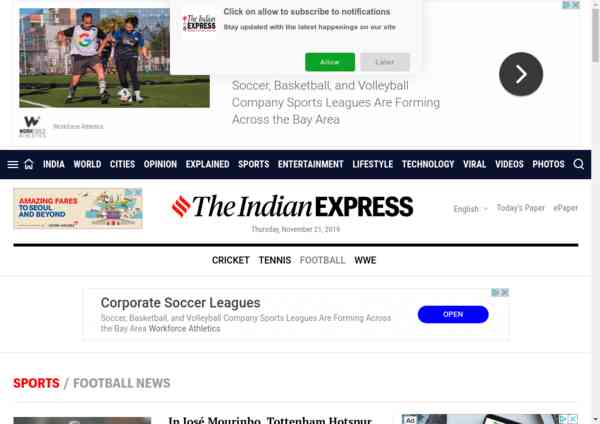 Click on allow to subscribe to notifications
The Indian EXPRESS
Stay updated with the latest happenings on our site
Allow
Later
Soccer, Basketball, and Volleyball
Company Sports Leagues Are Forming
Across the Bay Area
Workforce Athletics
INDIA WORLD CITIES OPINION EXPLAINED SPORTS ENTERTAINMENT LIFESTYLE TECHNOLOGY VIRAL VIDEOS PHOTOS
AMAZING FARES
TO SEOUL
AND BEYOND
The Indian EXPRESS
English Today's Paper ePaper
Thursday, November 21, 2019
CRICKET TENNIS FOOTBALL WWE
Corporate Soccer Leagues
Soccer, Basketball, and Volleyball Company Sports Leagues Are Forming Across
the Bay Area Workforce Athletics
OPEN
SPORTS / FOOTBALL NEWS
In José Mourinho, Tottenham Hotspur
Ad